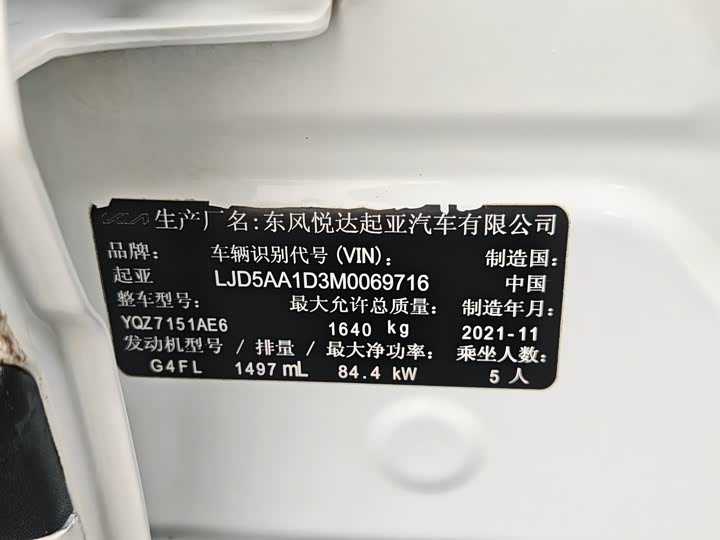 KIA 生产厂名:东风悦达起亚汽车有限公司
品牌: 车辆识别代号(VIN): 制造国:
起亚 LJD5AA1D3M0069716 中国
整车型号: 最大允许总质量: 制造年月:
YQZ7151AE6 1640 kg 2021-11
发动机型号 / 排量 / 最大净功率: 乘坐人数:
G4FL 1497 mL 84.4 kW 5 人